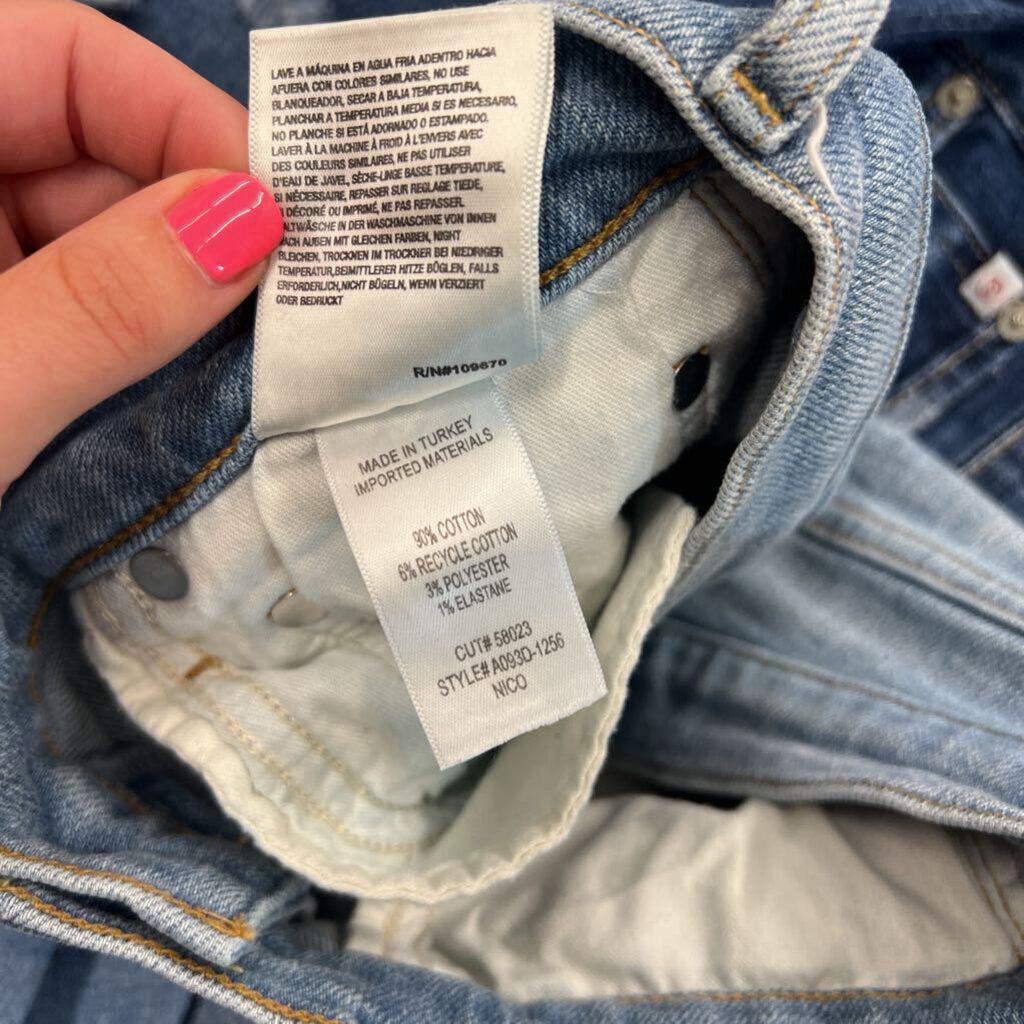 LAVE A MÁQUINA EN AGUA FRIA ADENTRO HACIA
AFUERA CON COLORES SIMILARES, NO USE
BLANQUEADOR, SECAR A BAJA TEMPERATURA,
PLANCHAR A TEMPERATURA MEDIA SI ES NECESARIO,
NO PLANCHE SI ESTÁ ADORNADO O ESTAMPADO.
LAVER À LA MACHINE À FROID À L'ENVERS AVEC
DES COULEURS SIMILAIRES, NE PAS UTILISER
D'EAU DE JAVEL, SÈCHE-LINGE BASSE TEMPERATURE,
SI NÉCESSAIRE, REPASSER SUR REGLAGE TIEDE,
DÉCORÉ OU IMPRIMÉ, NE PAS REPASSER.
ALTWÄSCHE IN DER WASCHMASCHINE VON INNEN
ACH AUßEN MIT GLEICHEN FARBEN, NIGHT
BLEICHEN, TROCKNEN IM TROCKNER BEI NIEDRIGER
TEMPERATUR,BEIMITTLERER HITZE BÜGLEN, FALLS
ERFORDERLICH,NICHT BÜGELN, WENN VERZIERT
ODER BEDRUCKT
R/N#109670
MADE IN TURKEY
IMPORTED MATERIALS
90% COTTON
6% RECYCLE COTTON
3% POLYESTER
1% ELASTANE
CUT# 58023
STYLE# A093D-1256
NICO